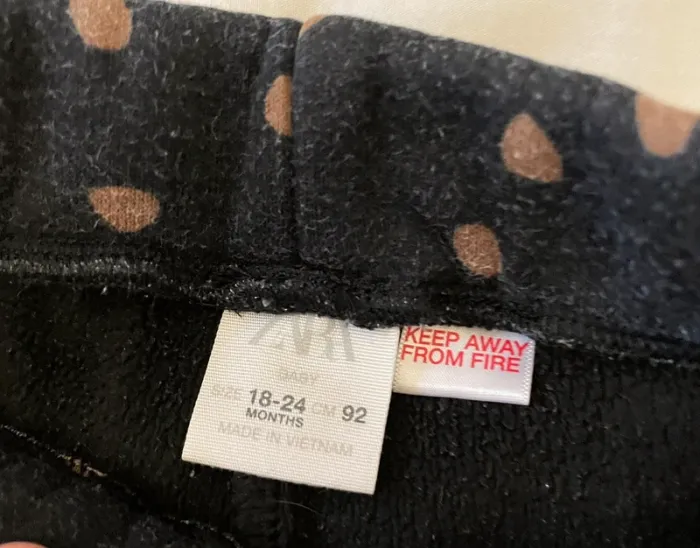 ZARA
BABY
SIZE 18-24 CM 92
MONTHS
MADE IN VIETNAM
KEEP AWAY
FROM FIRE